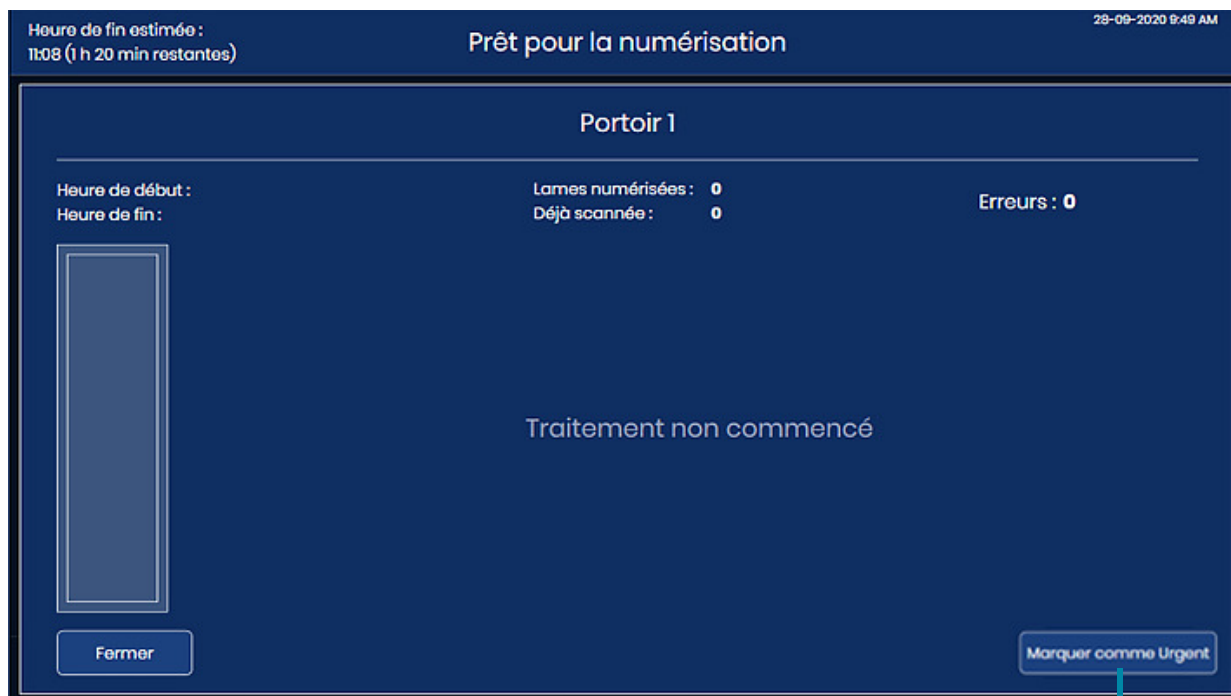 Heure de fin estimée :
11:08 (1 h 20 min restantes)
Prêt pour la numérisation
28-09-2020 9:49 AM
Portoir 1
Heure de début :
Heure de fin :
Lames numérisées : 0
Déjà scannée : 0
Erreurs : 0
Traitement non commencé
Fermer
Marquer comme Urgent